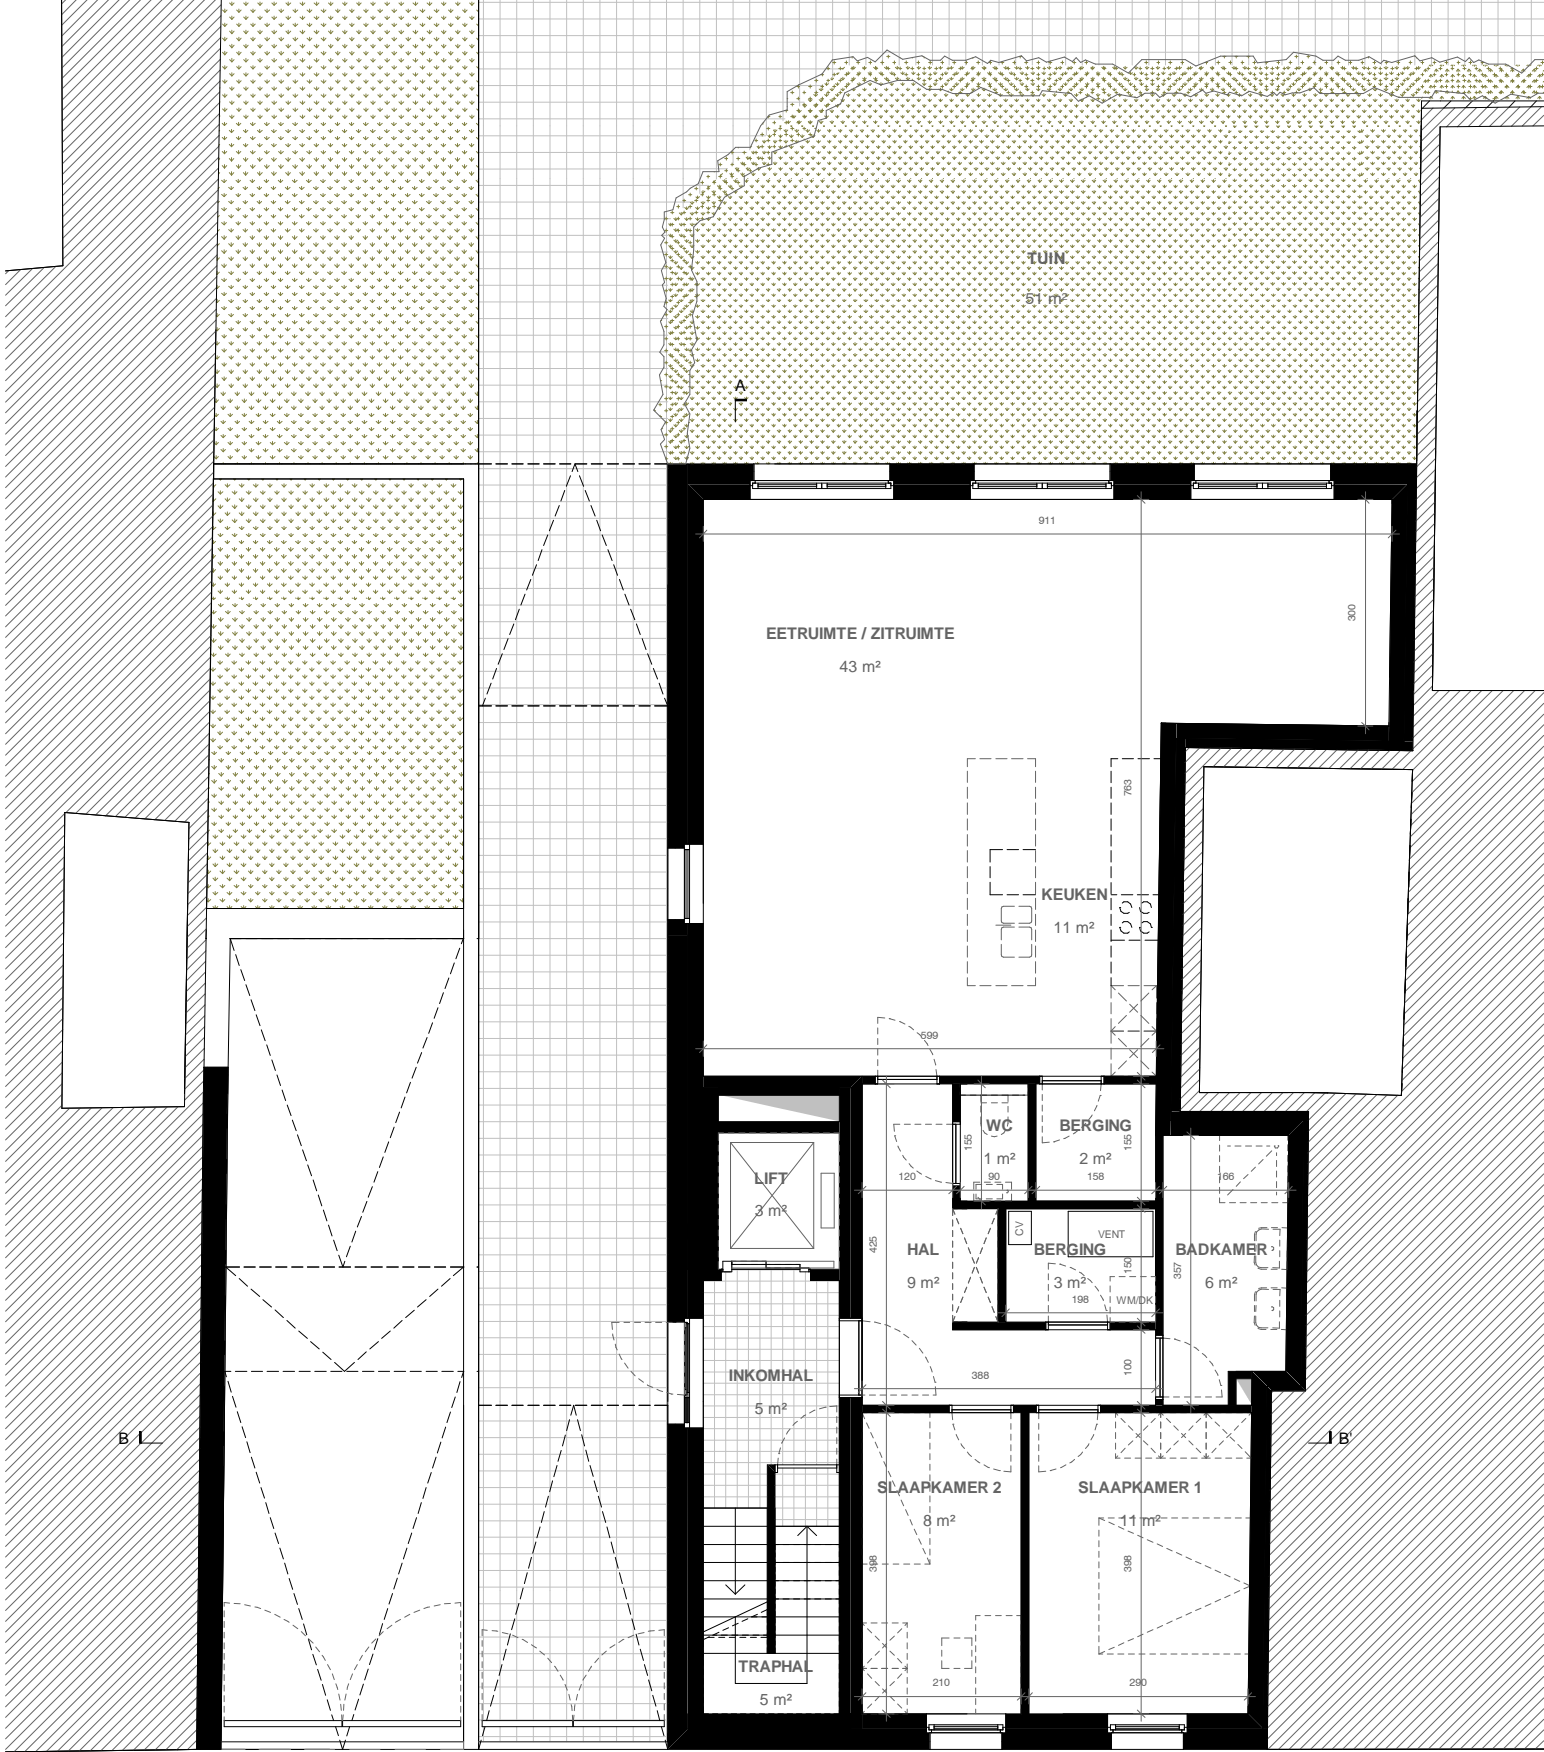 TUIN
51 m²
A
911
300
EETRUIMTE / ZITRUIMTE
43 m²
763
KEUKEN
11 m²
599
WC
1 m²
155
90
BERGING
2 m²
155
158
LIFT
3 m²
120
166
HAL
9 m²
425
CV
VENT
BERGING
3 m²
150
198
WM/DK
BADKAMER
6 m²
357
INKOMHAL
5 m²
388
100
B
B'
SLAAPKAMER 2
8 m²
398
SLAAPKAMER 1
11 m²
398
TRAPHAL
5 m²
210
290